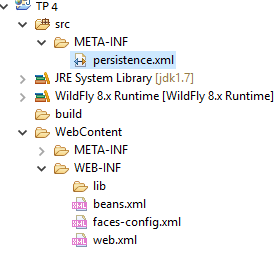 TP 4
src
META-INF
persistence.xml
JRE System Library [jdk1.7]
WildFly 8.x Runtime [WildFly 8.x Runtime]
build
WebContent
META-INF
WEB-INF
lib
beans.xml
faces-config.xml
web.xml